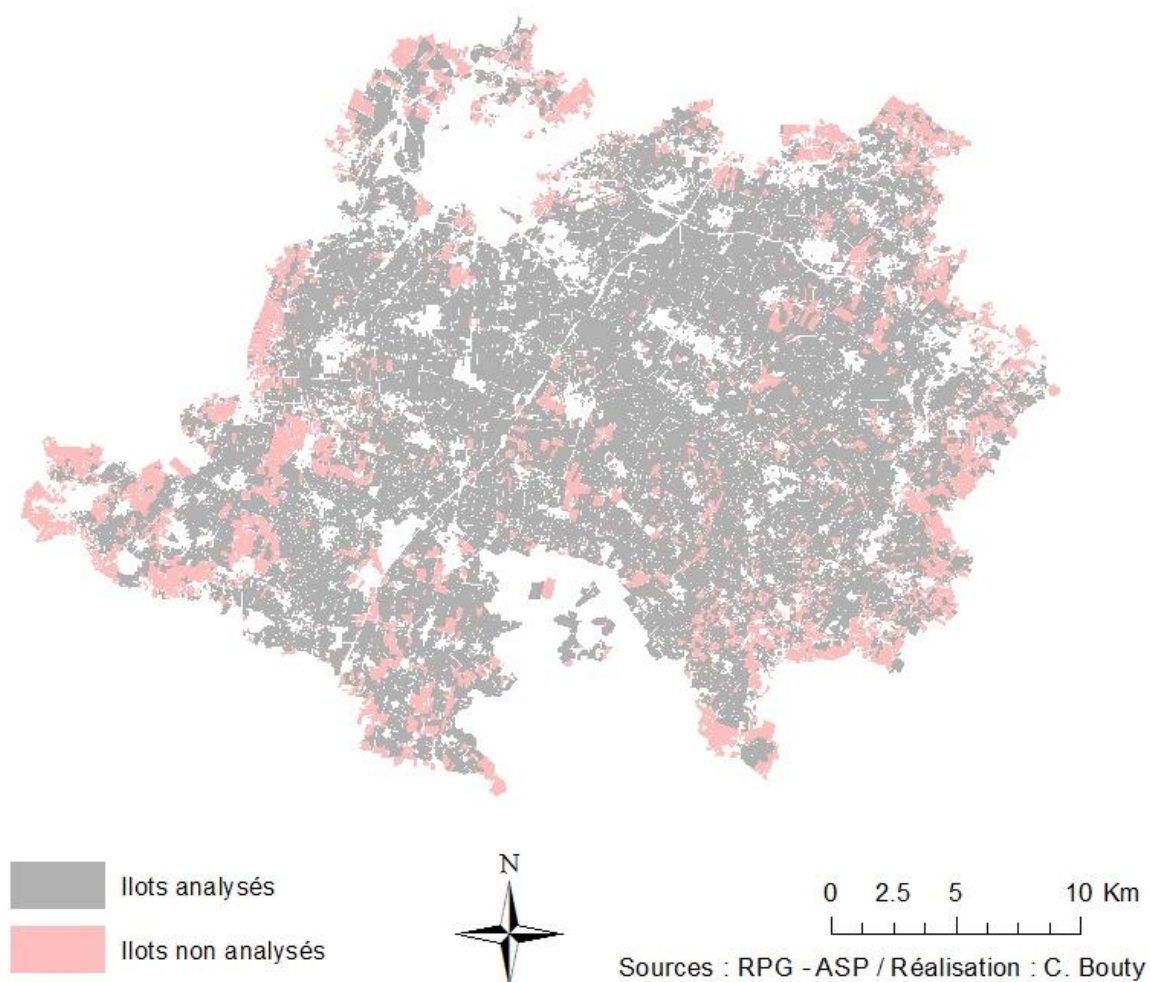 Ilots analysés
Ilots non analysés
N
0 2.5 5 10 Km
Sources : RPG - ASP / Réalisation : C. Bouty